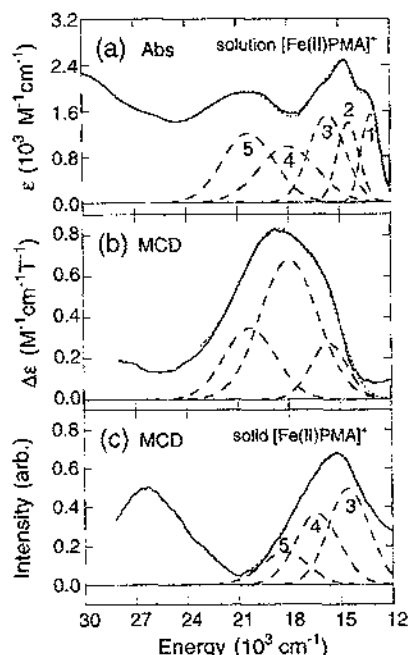 (a) Abs solution [Fe(II)PMA]⁺
ε (10³ M⁻¹cm⁻¹)
3.2
2.4
1.6
0.8
0.0
5
4
3
2
1
(b) MCD
Δε (M⁻¹cm⁻¹T⁻¹)
0.8
0.6
0.4
0.2
0.0
(c) MCD solid [Fe(II)PMA]⁺
Intensity (arb.)
0.8
0.6
0.4
0.2
0.0
5
4
3
30 27 21 18 15 12
Energy (10³ cm⁻¹)